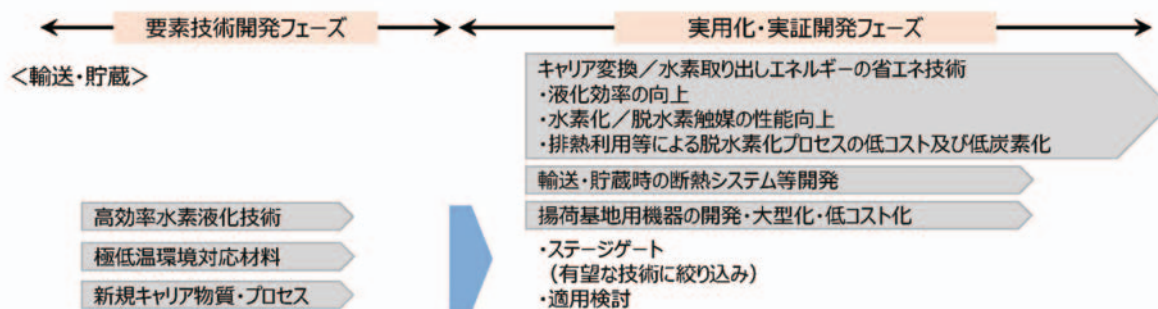 要素技術開発フェーズ
実用化・実証開発フェーズ
＜輸送・貯蔵＞
キャリア変換／水素取り出しエネルギーの省エネ技術
・液化効率の向上
・水素化／脱水素触媒の性能向上
・排熱利用等による脱水素化プロセスの低コスト及び低炭素化
輸送・貯蔵時の断熱システム等開発
高効率水素液化技術
揚荷基地用機器の開発・大型化・低コスト化
極低温環境対応材料
・ステージゲート
（有望な技術に絞り込み）
新規キャリア物質・プロセス
・適用検討